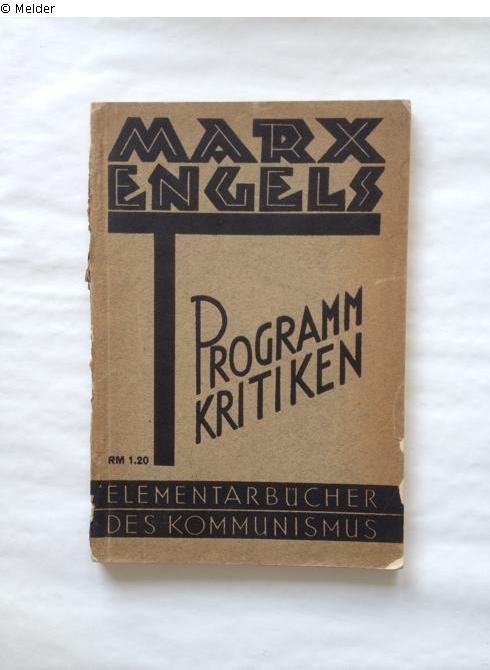 © Melder
MARX
ENGELS
PROGRAMM
KRITIKEN
RM 1.20
ELEMENTARBÜCHER
DES KOMMUNISMUS